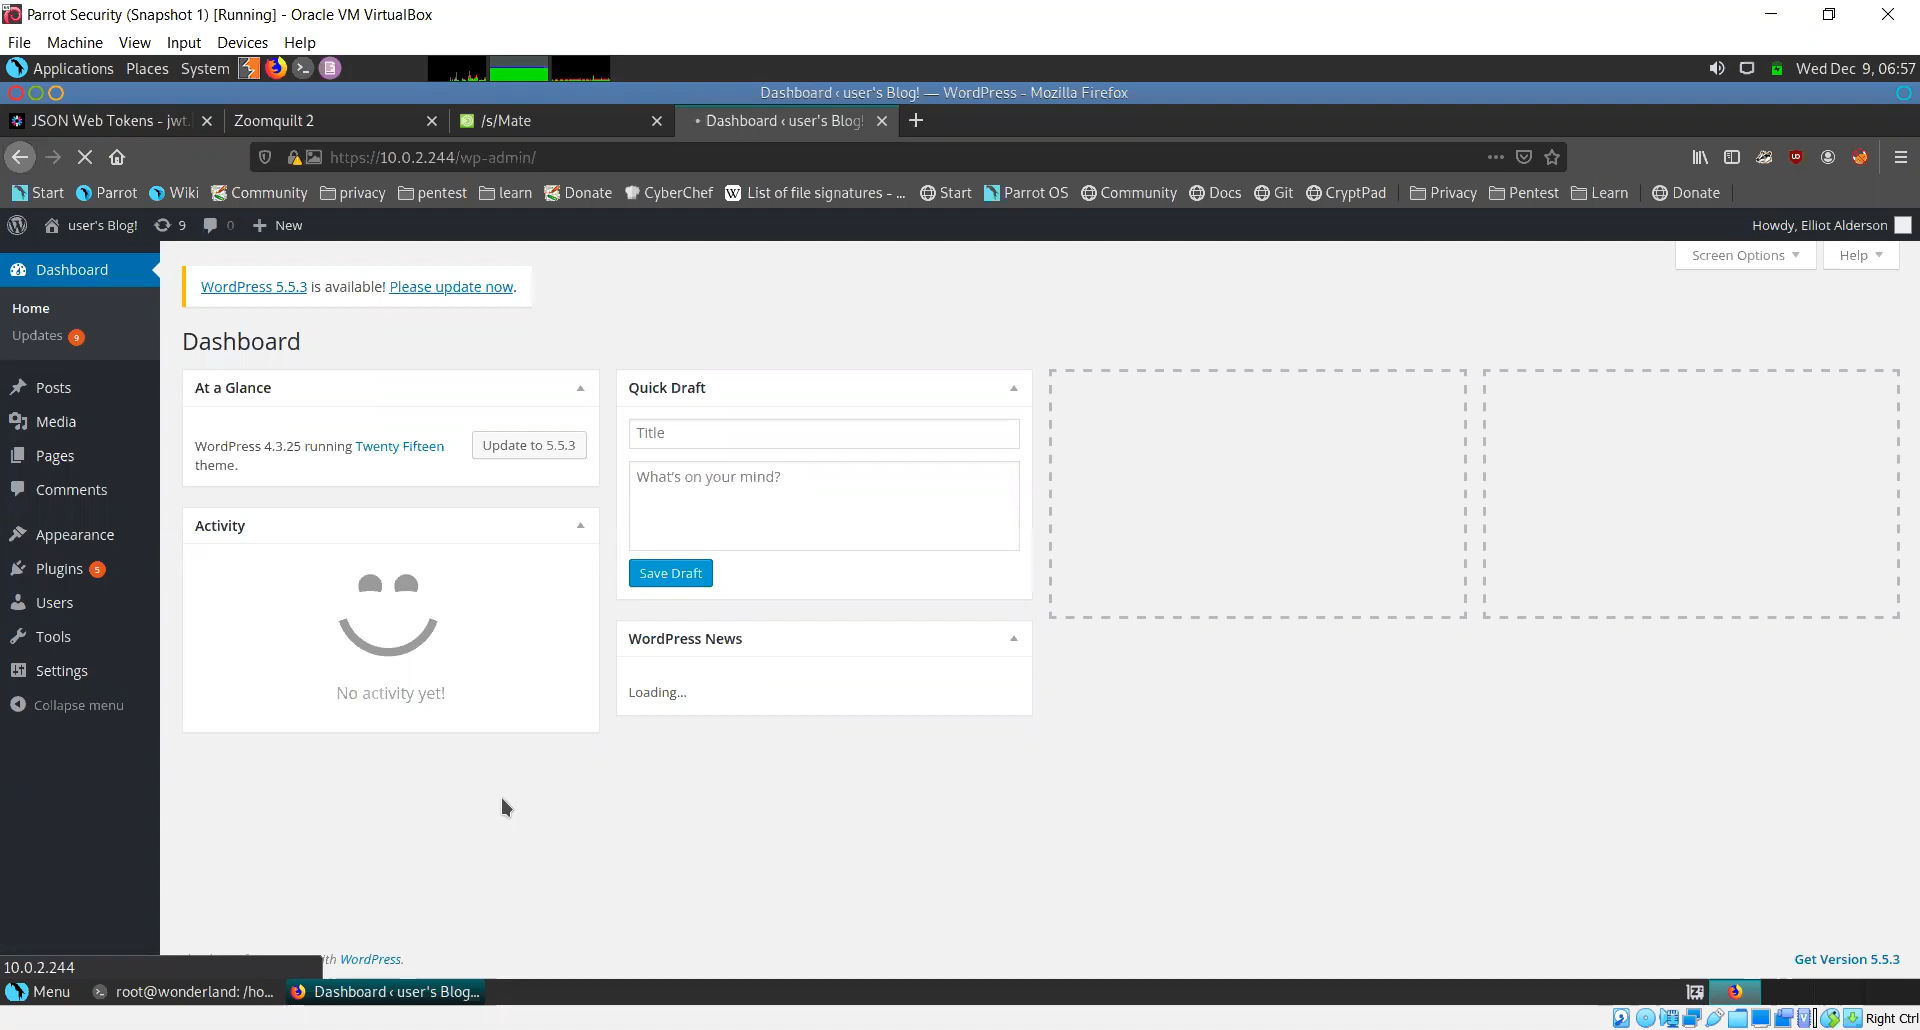 Parrot Security (Snapshot 1) [Running] - Oracle VM VirtualBox
File Machine View Input Devices Help
Applications Places System
Wed Dec 9, 06:57
Dashboard ‹ user's Blog! — WordPress - Mozilla Firefox
JSON Web Tokens - jwt. Zoomquilt 2 /s/Mate • Dashboard ‹ user's Blog!
https://10.0.2.244/wp-admin/
Start Parrot Wiki Community privacy pentest learn Donate CyberChef List of file signatures - ... Start Parrot OS Community Docs Git CryptPad Privacy Pentest Learn Donate
user's Blog! 9 0 New
Howdy, Elliot Alderson
Screen Options Help
Dashboard
Home
Updates 9
Posts
Media
Pages
Comments
Appearance
Plugins 5
Users
Tools
Settings
Collapse menu
WordPress 5.5.3 is available! Please update now.
Dashboard
At a Glance
WordPress 4.3.25 running Twenty Fifteen
theme.
Update to 5.5.3
Activity
No activity yet!
Quick Draft
Title
What's on your mind?
Save Draft
WordPress News
Loading...
WordPress.
Get Version 5.5.3
10.0.2.244
Menu root@wonderland: /ho... Dashboard ‹ user's Blog...
Right Ctrl